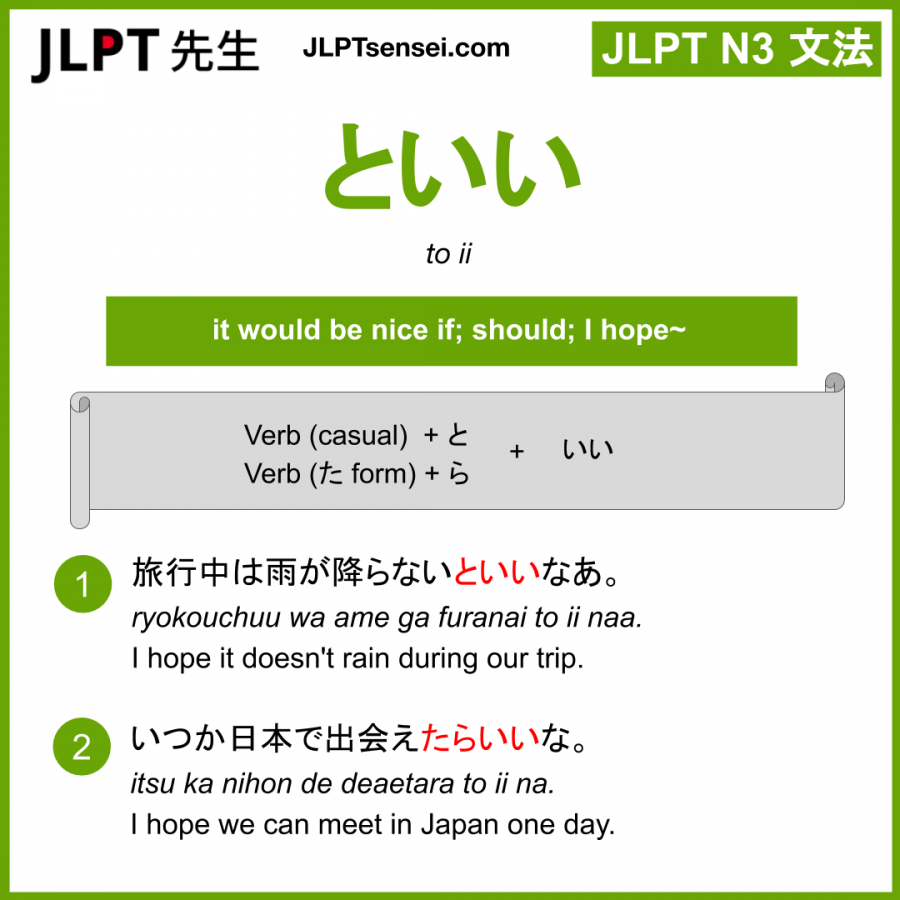 JLPT 先生
JLPTsensei.com
JLPT N3 文法
といい
to ii
it would be nice if; should; I hope~
Verb (casual) + と
Verb (た form) + ら
+ いい
1
旅行中は雨が降らないといいなあ。
ryokouchuu wa ame ga furanai to ii naa.
I hope it doesn't rain during our trip.
2
いつか日本で出会えたらいいな。
itsu ka nihon de deaetara to ii na.
I hope we can meet in Japan one day.